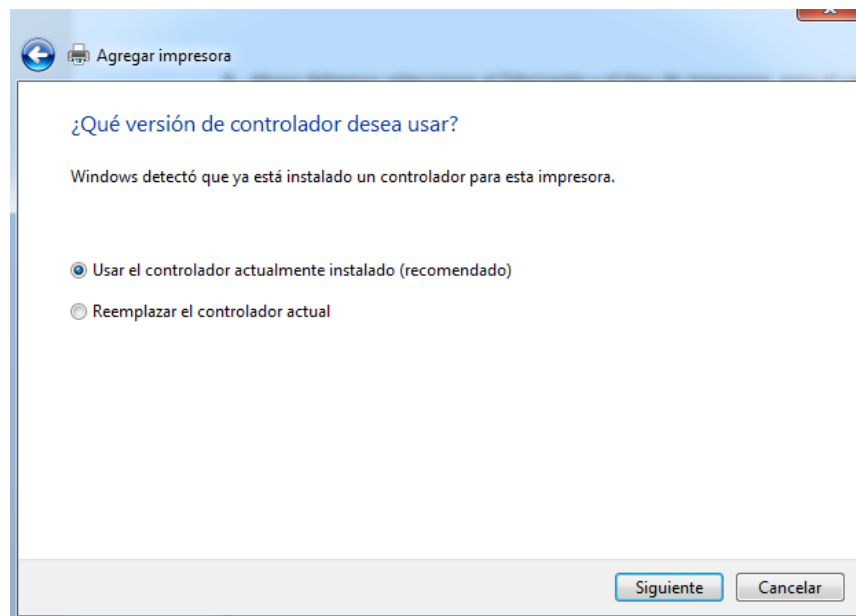 Agregar impresora
¿Qué versión de controlador desea usar?
Windows detectó que ya está instalado un controlador para esta impresora.
Usar el controlador actualmente instalado (recomendado)
Reemplazar el controlador actual
Siguiente
Cancelar